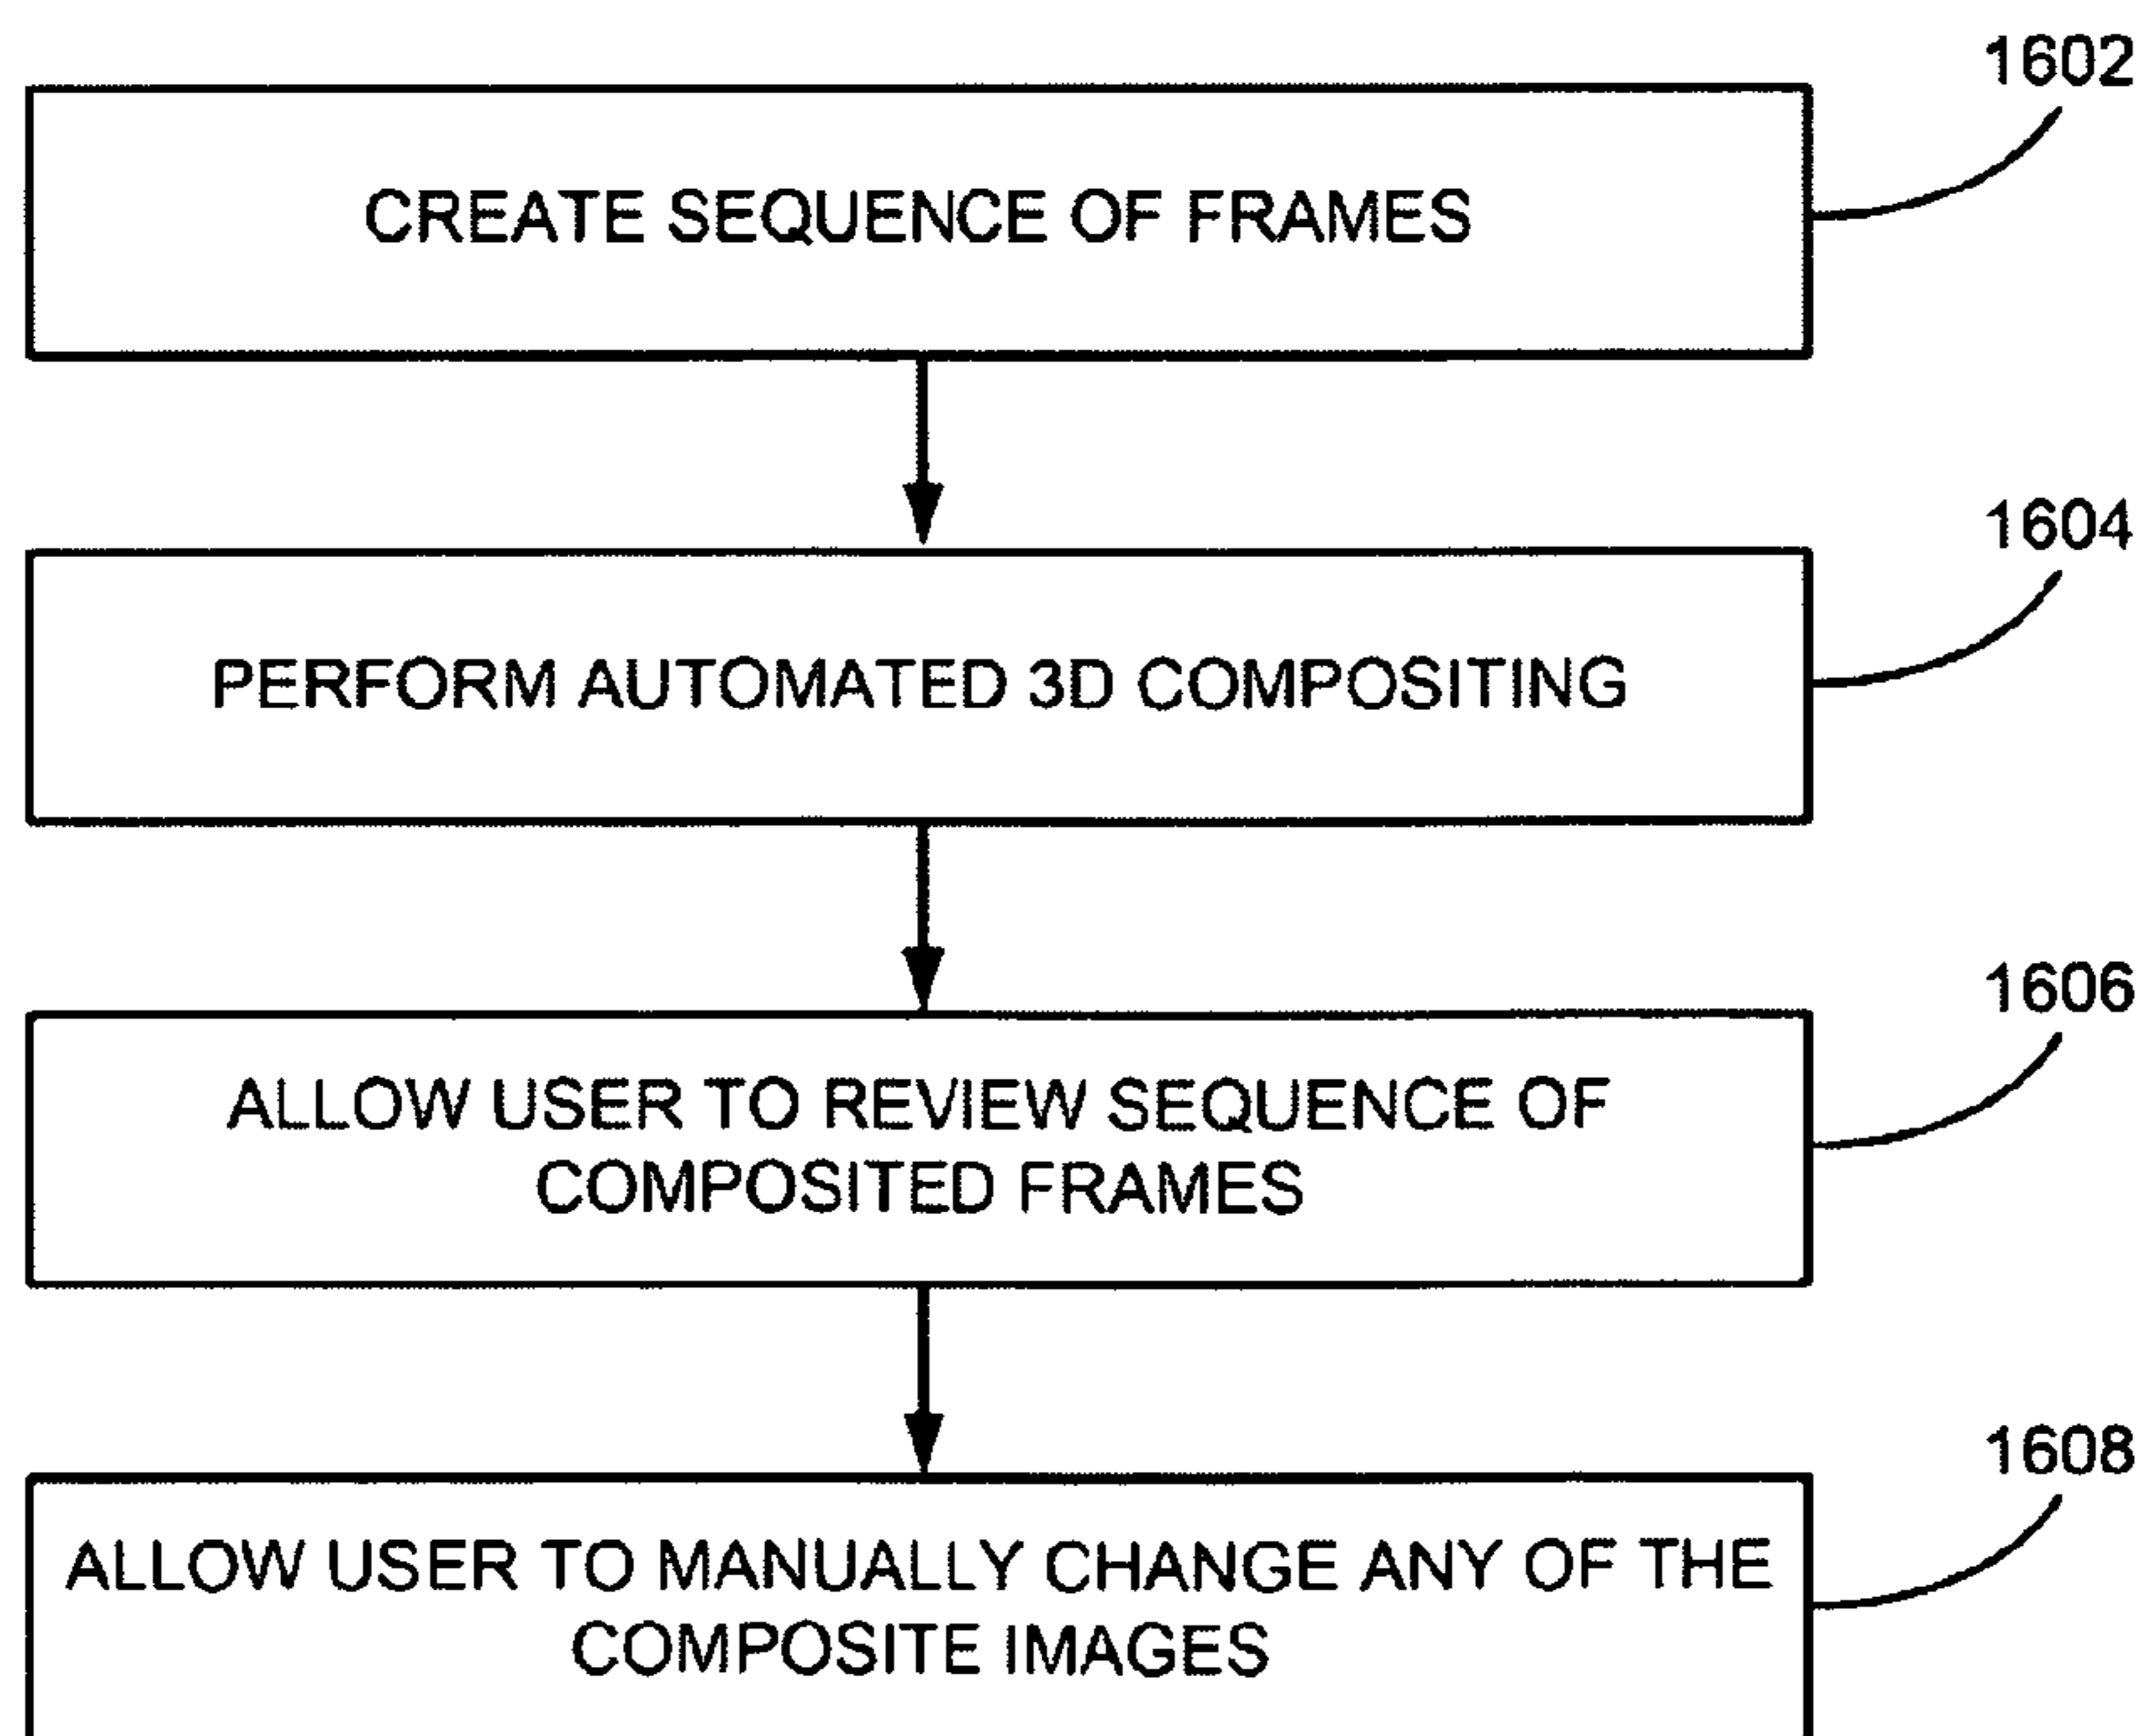 1602
CREATE SEQUENCE OF FRAMES
1604
PERFORM AUTOMATED 3D COMPOSITING
1606
ALLOW USER TO REVIEW SEQUENCE OF
COMPOSITED FRAMES
1608
ALLOW USER TO MANUALLY CHANGE ANY OF THE
COMPOSITE IMAGES